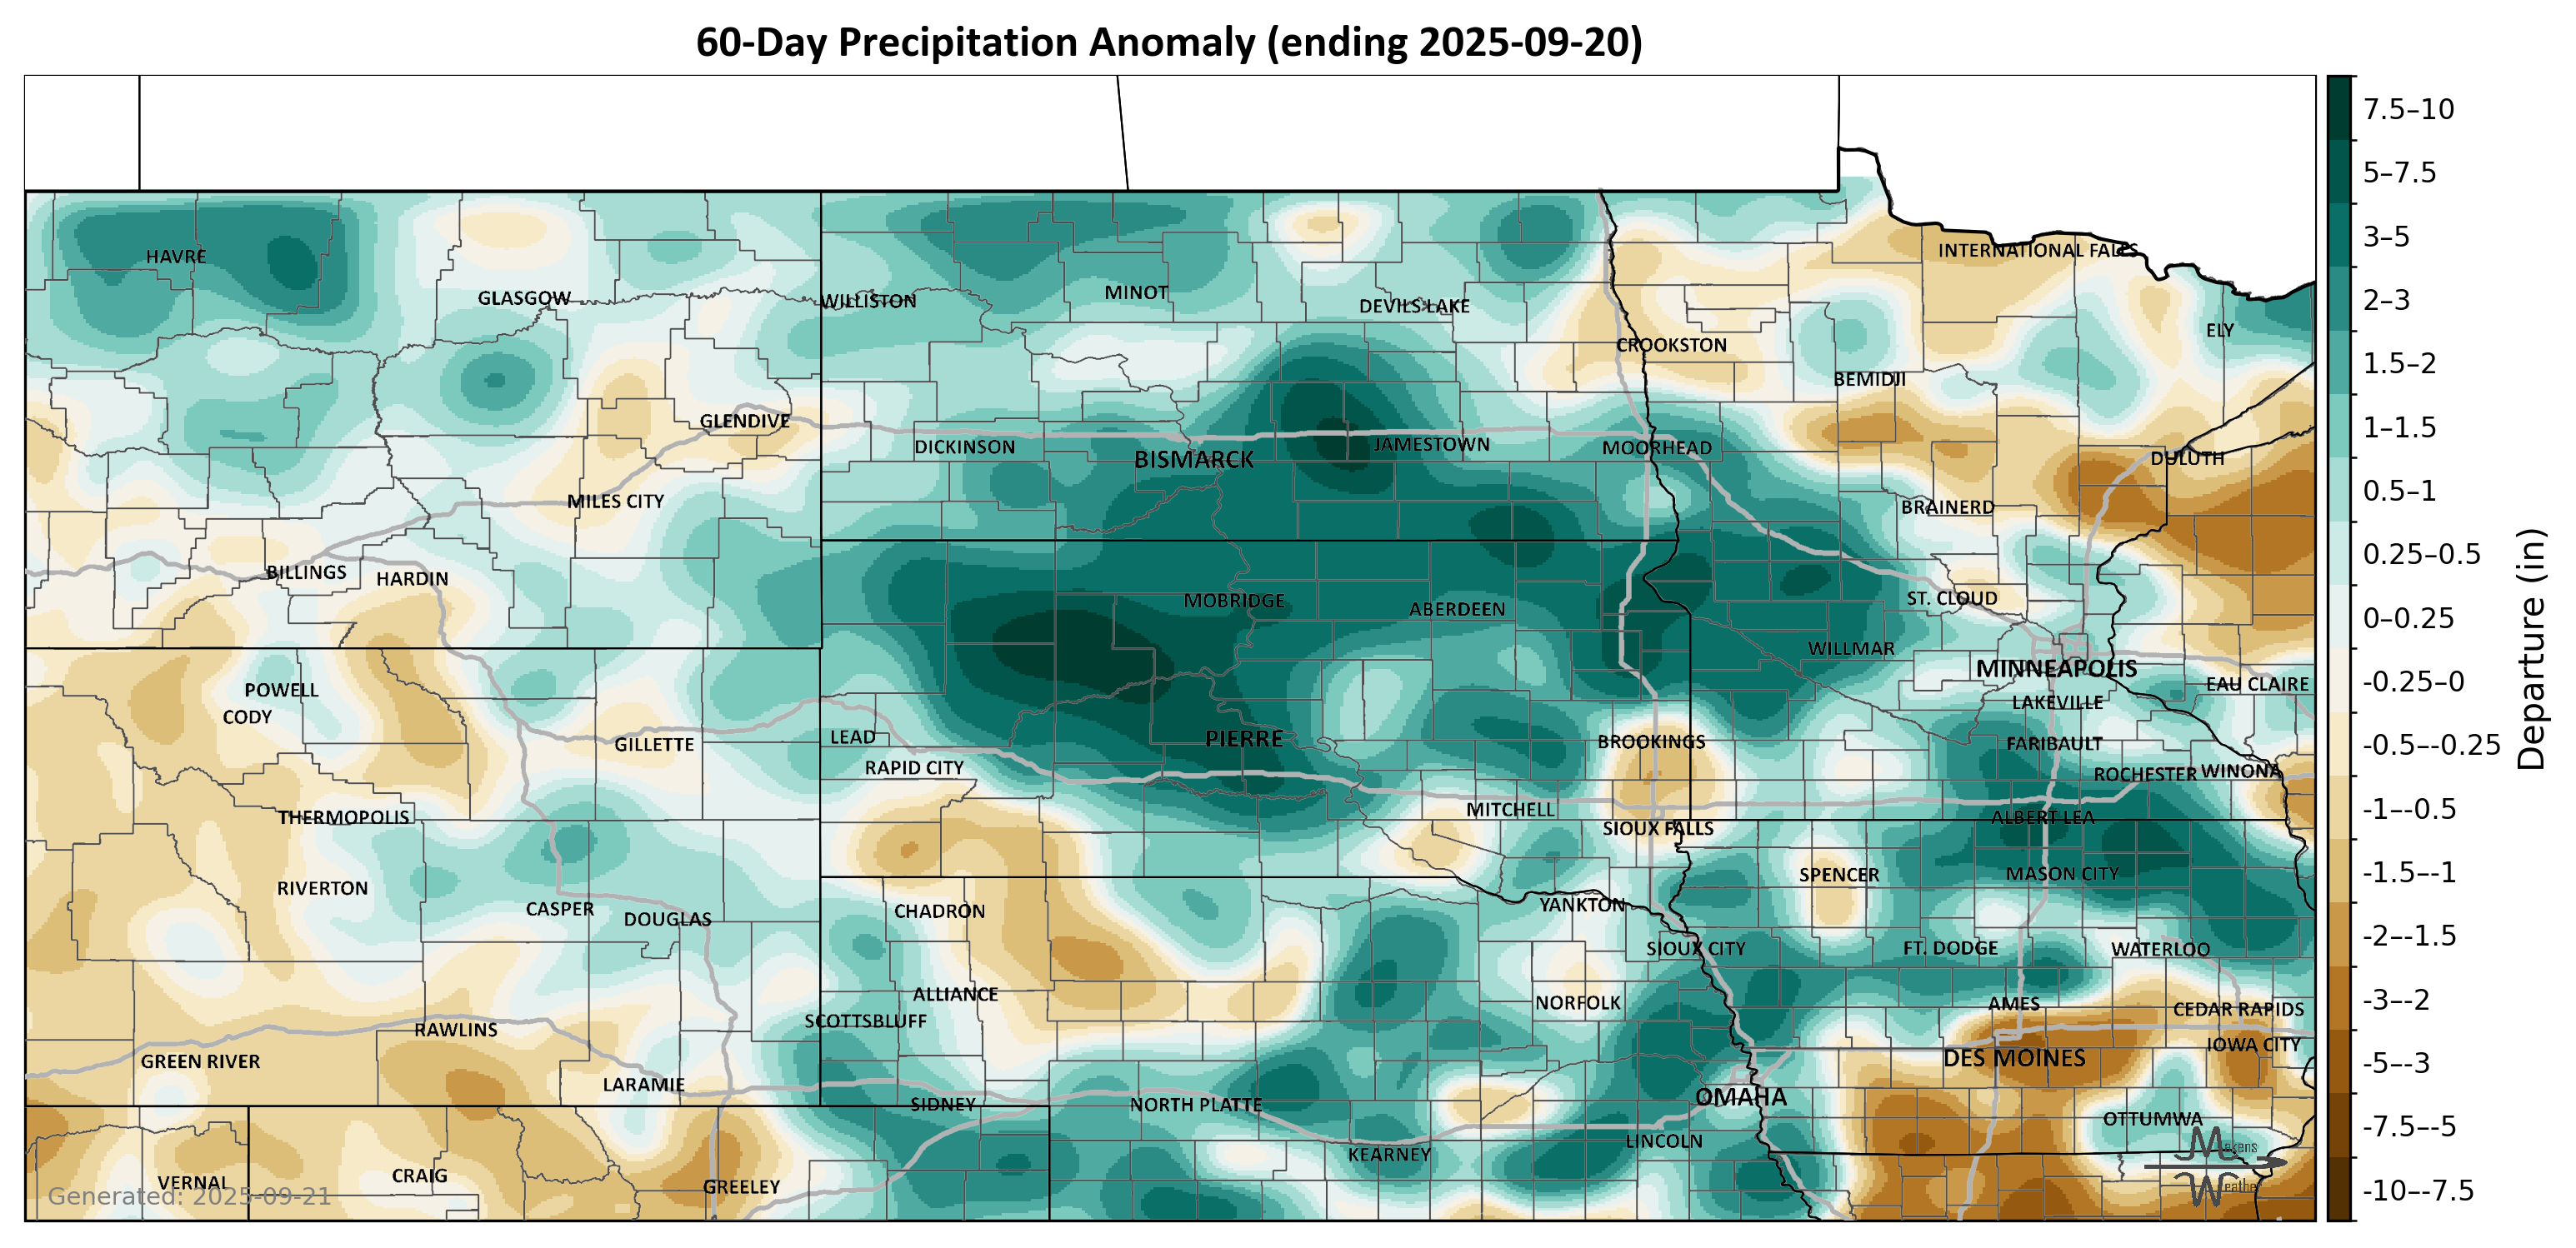 60-Day Precipitation Anomaly (ending 2025-09-20)
7.5–10
5–7.5
3–5
2–3
1.5–2
1–1.5
0.5–1
0.25–0.5
0–0.25
-0.25–0
-0.5–-0.25
-1–-0.5
-1.5–-1
-2–-1.5
-3–-2
-5–-3
-7.5–-5
-10–-7.5
Departure (in)
HAVRE
INTERNATIONAL FALLS
GLASGOW
WILLISTON
MINOT
DEVILS LAKE
ELY
CROOKSTON
BEMIDJI
GLENDIVE
DICKINSON
BISMARCK
JAMESTOWN
MOORHEAD
DULUTH
MILES CITY
BRAINERD
BILLINGS
HARDIN
MOBRIDGE
ABERDEEN
ST. CLOUD
WILLMAR
MINNEAPOLIS
POWELL
EAU CLAIRE
CODY
LAKEVILLE
GILLETTE
LEAD
PIERRE
BROOKINGS
FARIBAULT
RAPID CITY
ROCHESTER
WINONA
THERMOPOLIS
MITCHELL
ALBERT LEA
SIOUX FALLS
RIVERTON
SPENCER
MASON CITY
CASPER
DOUGLAS
CHADRON
YANKTON
SIOUX CITY
FT. DODGE
WATERLOO
ALLIANCE
NORFOLK
AMES
CEDAR RAPIDS
SCOTTSBLUFF
RAWLINS
GREEN RIVER
DES MOINES
IOWA CITY
LARAMIE
SIDNEY
NORTH PLATTE
OMAHA
OTTUMWA
LINCOLN
KEARNEY
VERNAL
CRAIG
GREELEY
Makens
Weather
Generated: 2025-09-21